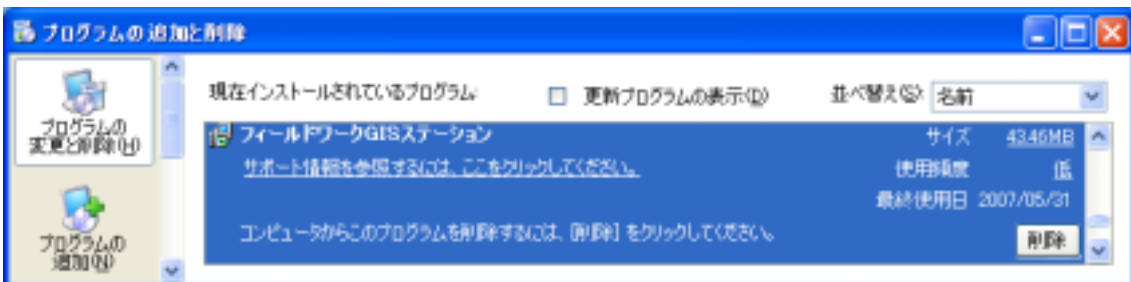 プログラムの追加と削除
プログラムの
変更と削除(H)
プログラムの
追加(N)
現在インストールされているプログラム:
更新プログラムの表示(D)
並べ替え(S): 名前
フィールドワークGISステーション
サイズ 43.46MB
サポート情報を参照するには、ここをクリックしてください。
使用頻度 低
最終使用日 2007/05/31
コンピュータからこのプログラムを削除するには、[削除] をクリックしてください。
削除